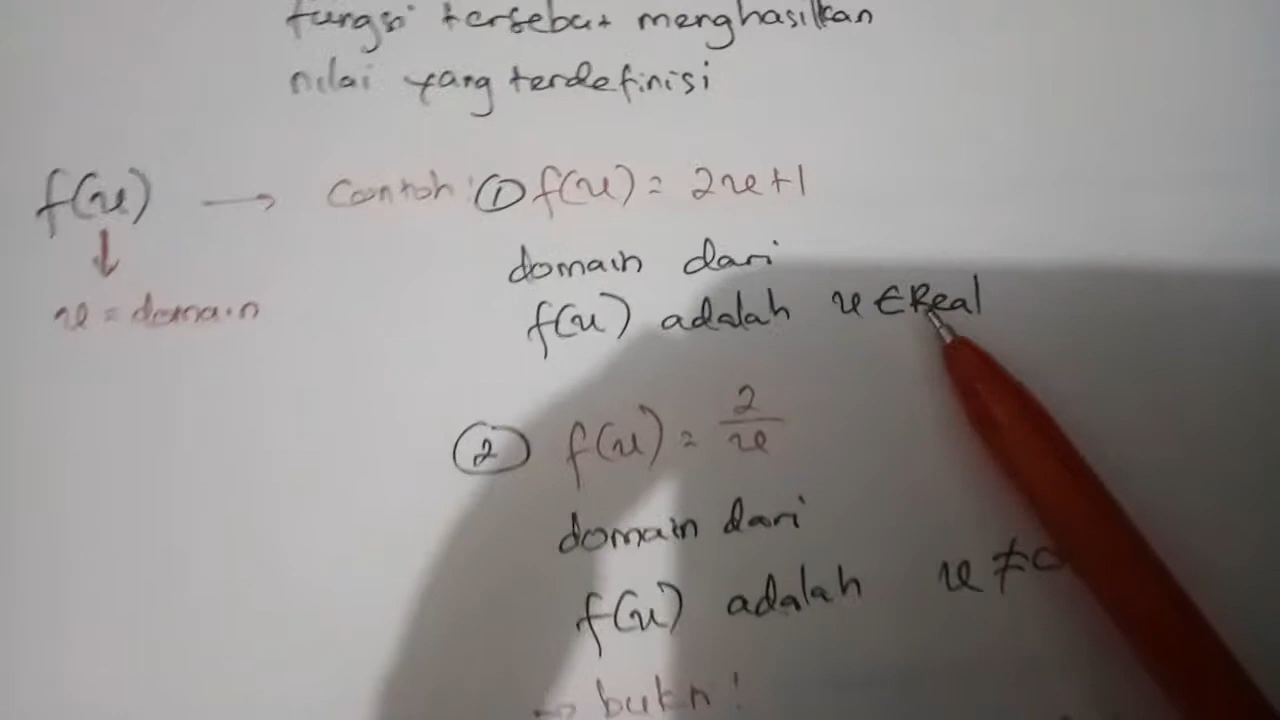 fungsi tersebut menghasilkan
nilai yang terdefinisi
f(x) → Contoh: ① f(x) = 2x+1
↓
x = domain
domain dari
f(x) adalah x ∈ Real
② f(x) = 2/x
domain dari
f(x) adalah x ≠ 0
→ bukn!